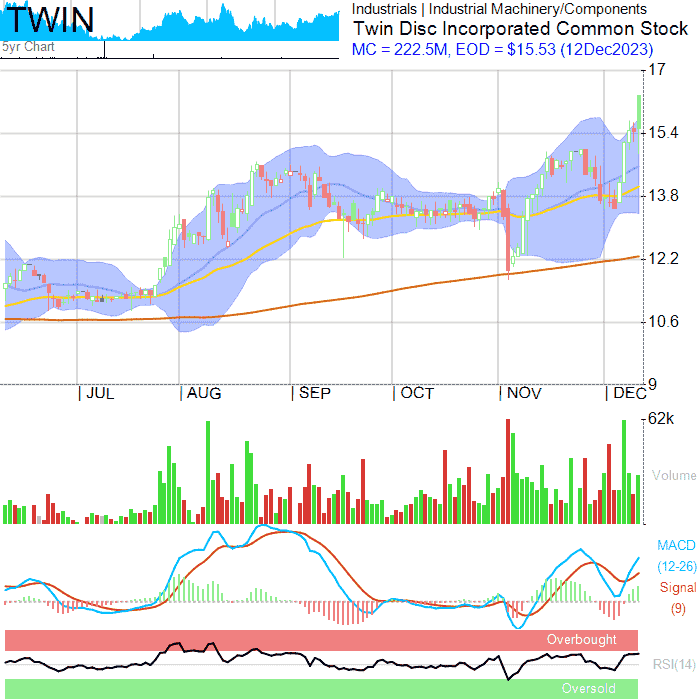 TWIN
5yr Chart
Industrials | Industrial Machinery/Components
Twin Disc Incorporated Common Stock
MC = 222.5M, EOD = $15.53 (12Dec2023)
17
15.4
13.8
12.2
10.6
9
| JUL | AUG | SEP | OCT | NOV | DEC
62k
Volume
MACD
(12-26)
Signal
(9)
Overbought
RSI(14)
Oversold